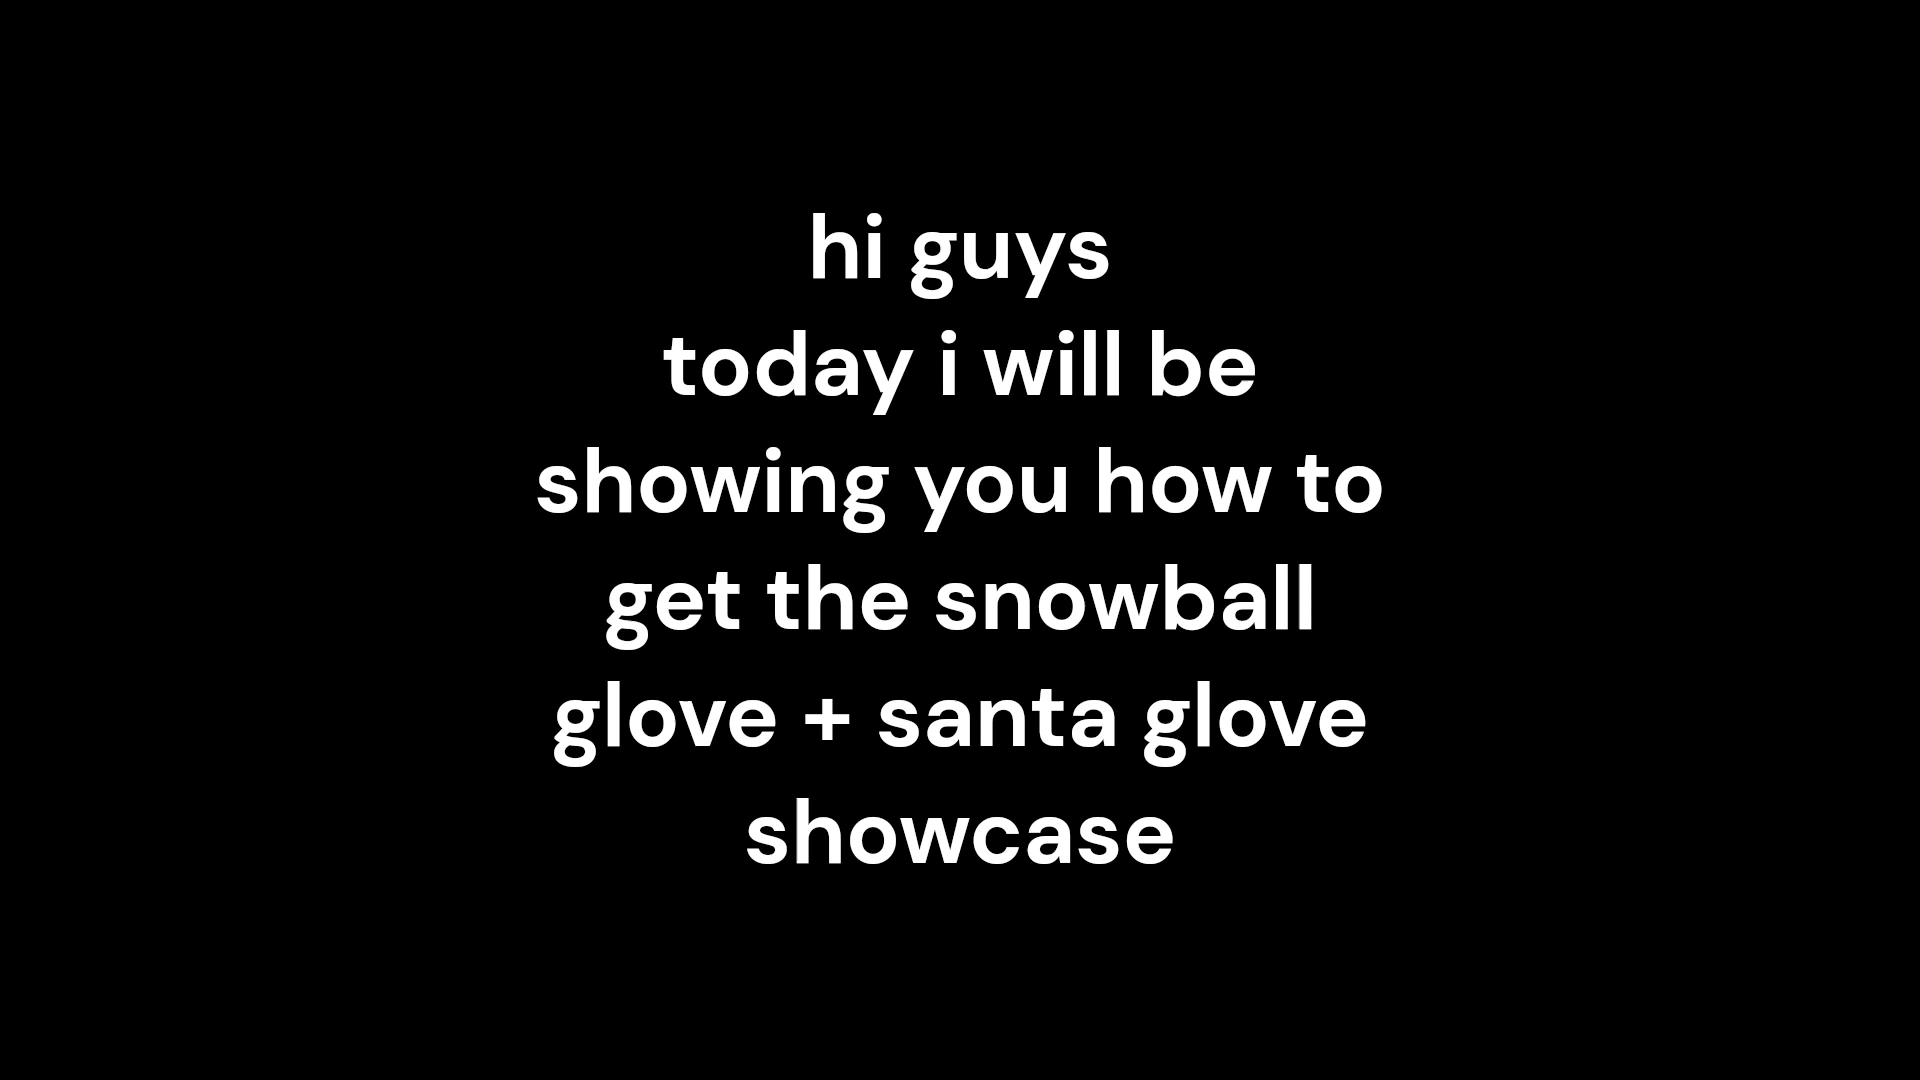 hi guys
today i will be
showing you how to
get the snowball
glove + santa glove
showcase